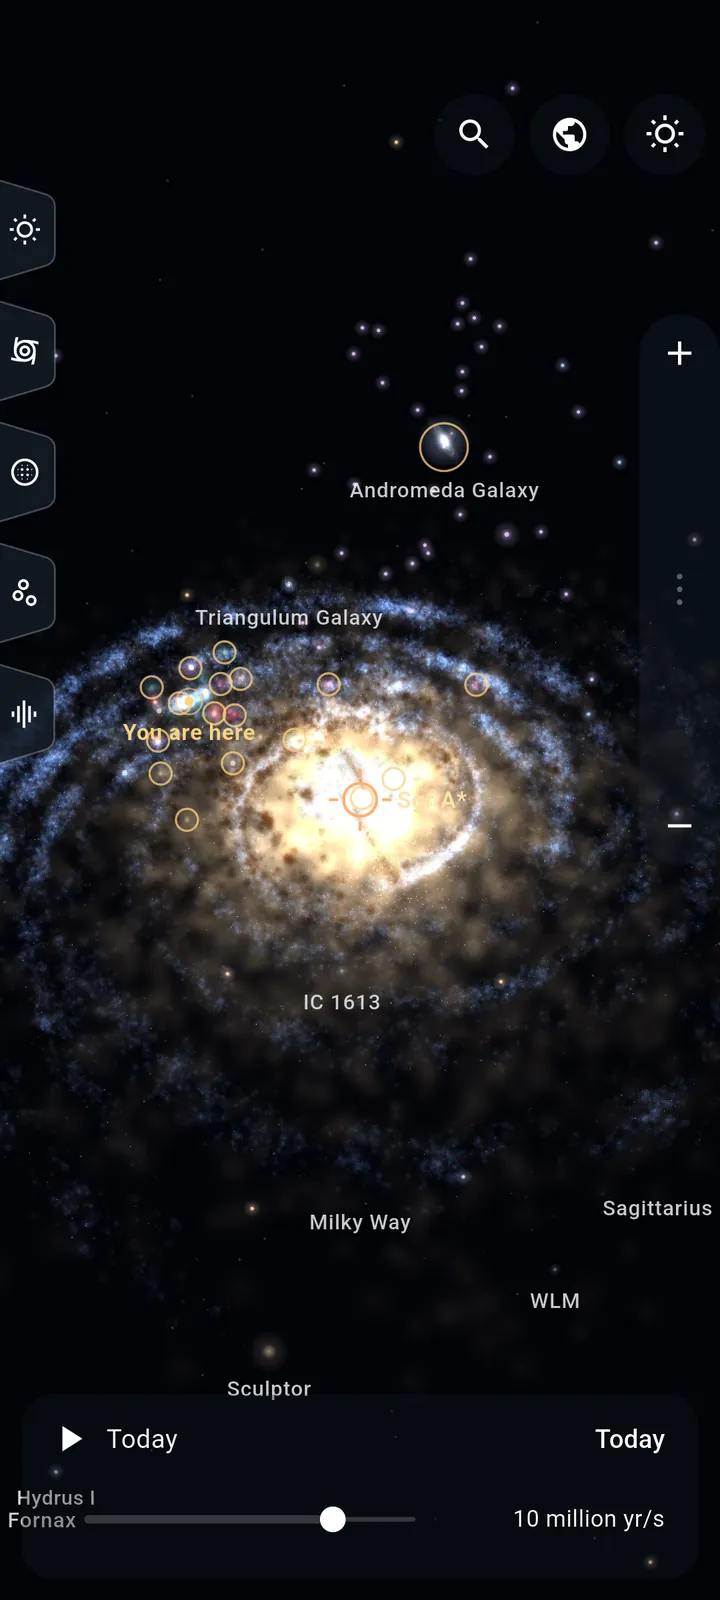 Andromeda Galaxy
Triangulum Galaxy
You are here
Sgr A*
IC 1613
Milky Way
Sagittarius
WLM
Sculptor
Today
Today
Hydrus I
Fornax
10 million yr/s